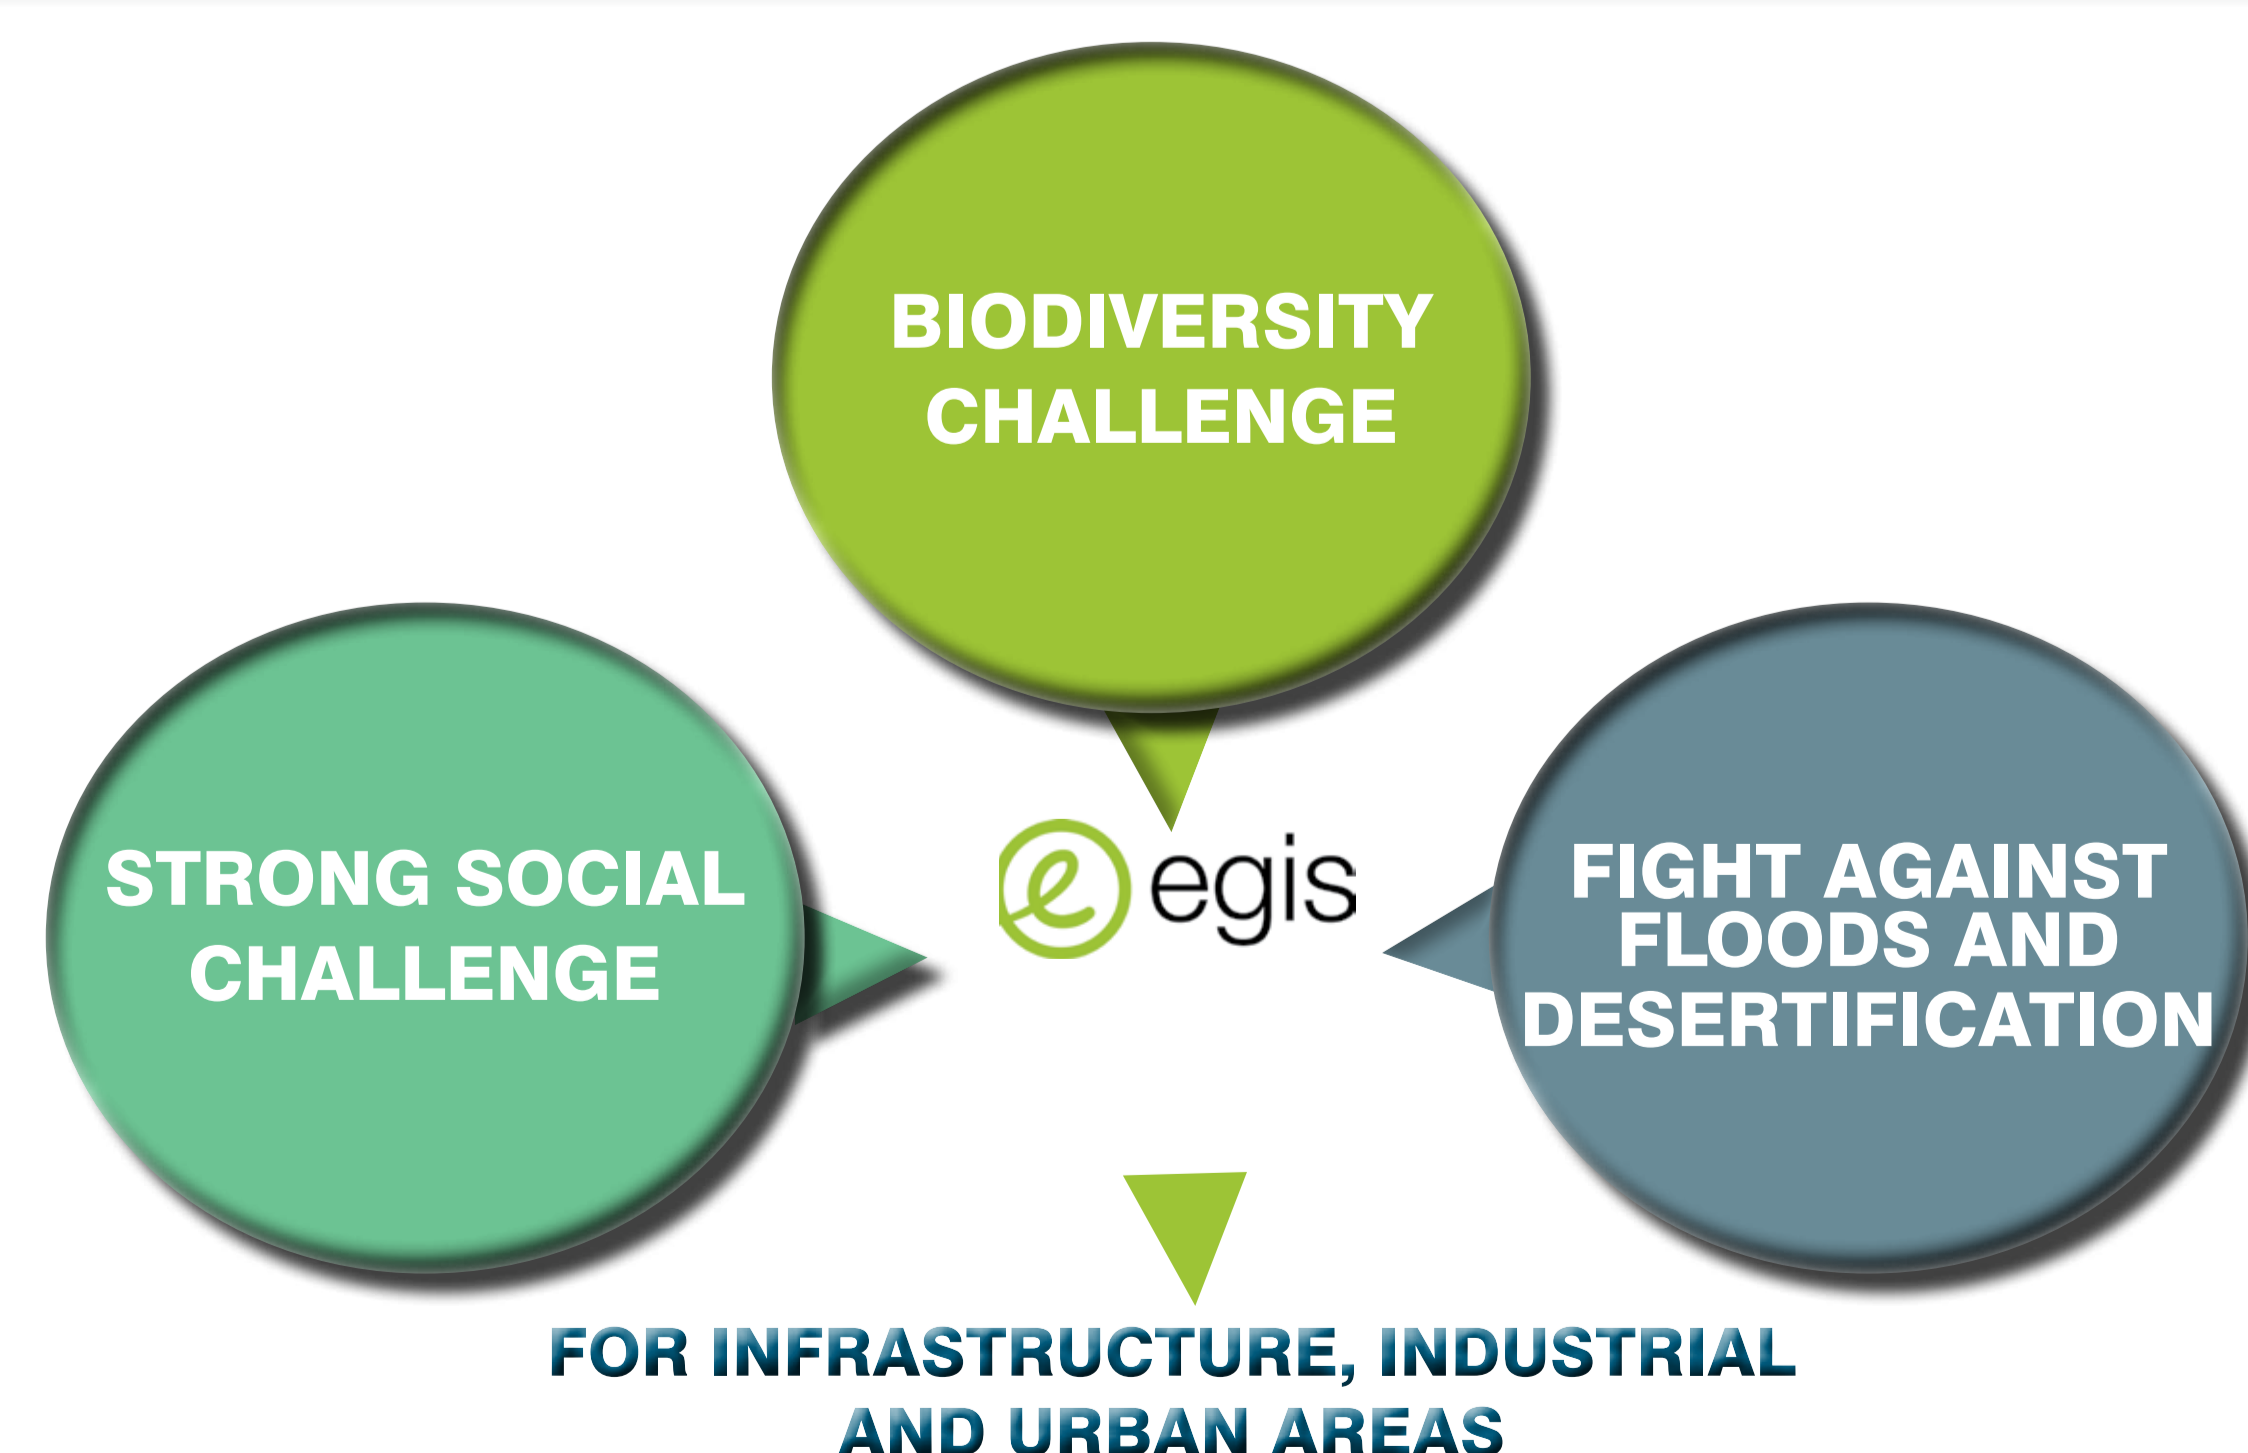 BIODIVERSITY
CHALLENGE
STRONG SOCIAL
CHALLENGE
egis
FIGHT AGAINST
FLOODS AND
DESERTIFICATION
FOR INFRASTRUCTURE, INDUSTRIAL
AND URBAN AREAS